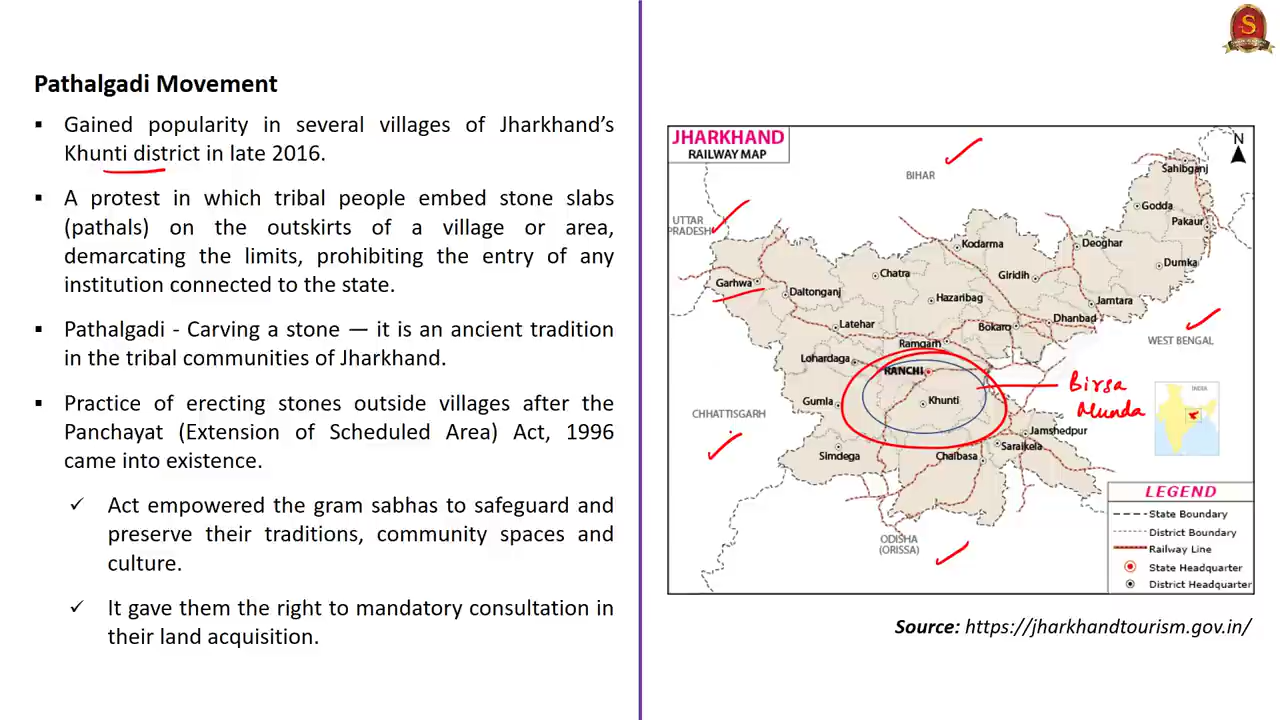 Pathalgadi Movement
▪ Gained popularity in several villages of Jharkhand’s
Khunti district in late 2016.
▪ A protest in which tribal people embed stone slabs
(pathals) on the outskirts of a village or area,
demarcating the limits, prohibiting the entry of any
institution connected to the state.
▪ Pathalgadi - Carving a stone — it is an ancient tradition
in the tribal communities of Jharkhand.
▪ Practice of erecting stones outside villages after the
Panchayat (Extension of Scheduled Area) Act, 1996
came into existence.
✓ Act empowered the gram sabhas to safeguard and
preserve their traditions, community spaces and
culture.
✓ It gave them the right to mandatory consultation in
their land acquisition.
S
JHARKHAND
RAILWAY MAP
N
BIHAR
UTTAR
PRADESH
Sahibganj
Godda
Pakaur
Kodarma
Deoghar
Dumka
Chatra
Giridih
Garhwa
Daltonganj
Hazaribag
Jamtara
Latehar
Bokaro
Dhanbad
Ramgarh
WEST BENGAL
Lohardaga
RANCHI
Birsa
Munda
INDIA
Gumla
Khunti
CHHATTISGARH
Jamshedpur
Saraikela
Simdega
Chaibasa
ODISHA
(ORISSA)
LEGEND
State Boundary
District Boundary
Railway Line
State Headquarter
District Headquarter
Source: https://jharkhandtourism.gov.in/